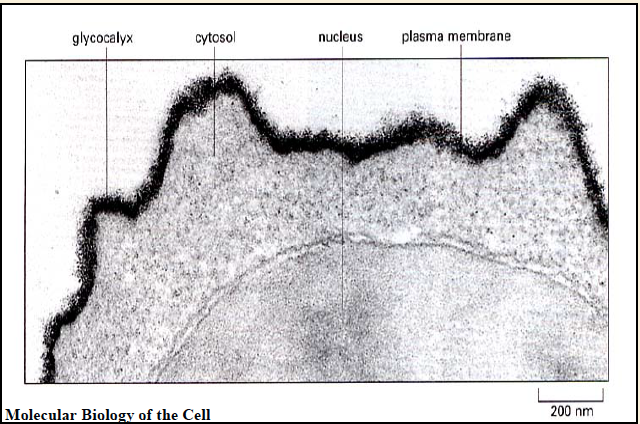 glycocalyx cytosol nucleus plasma membrane
200 nm
Molecular Biology of the Cell